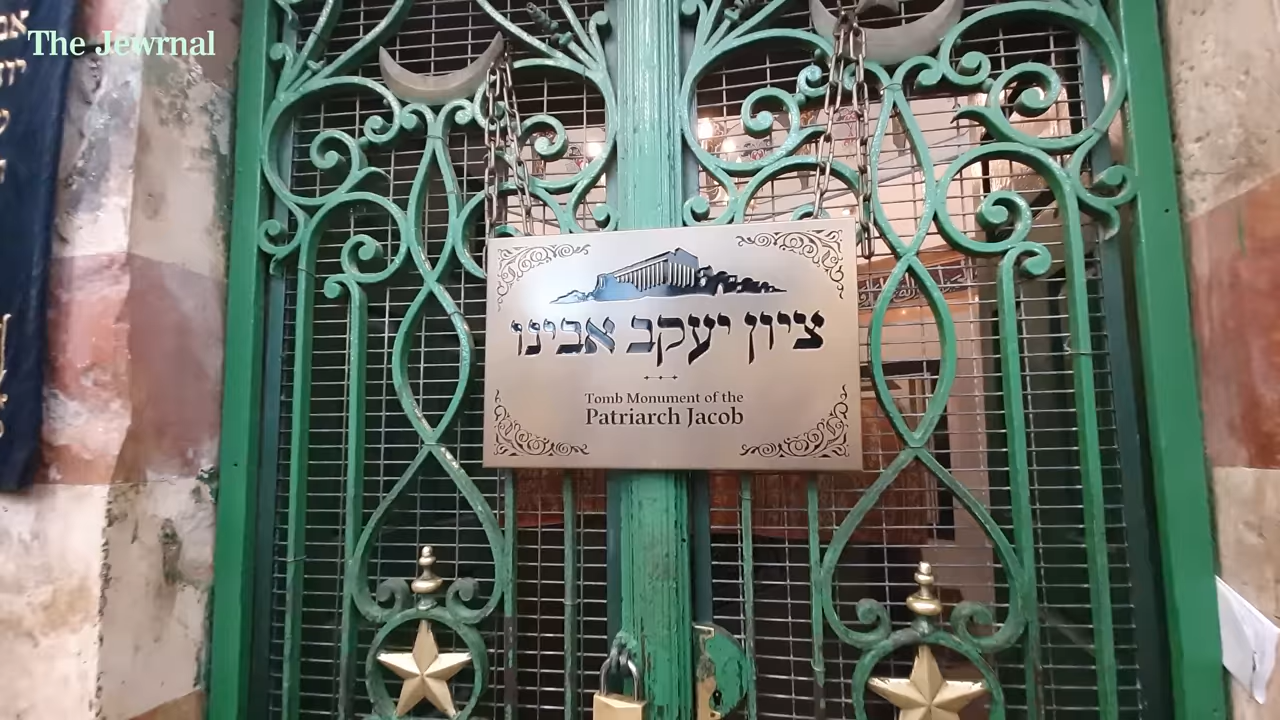 The Jewrnal
ציון יעקב אבינו
Tomb Monument of the
Patriarch Jacob